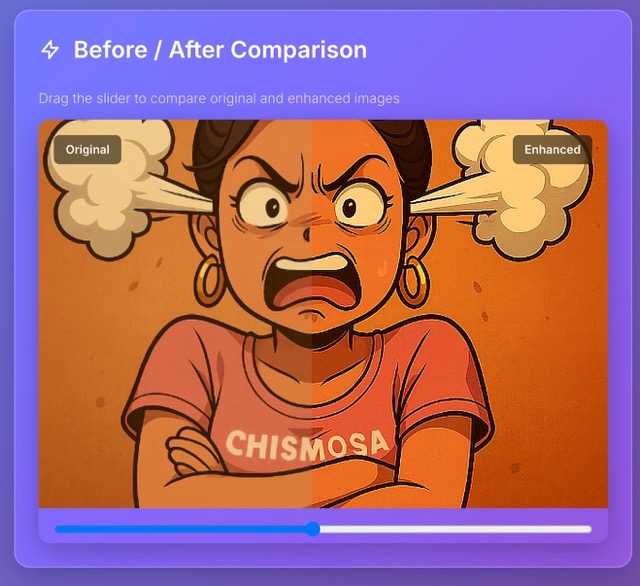 Before / After Comparison
Drag the slider to compare original and enhanced images
Original
Enhanced
CHISMOSA